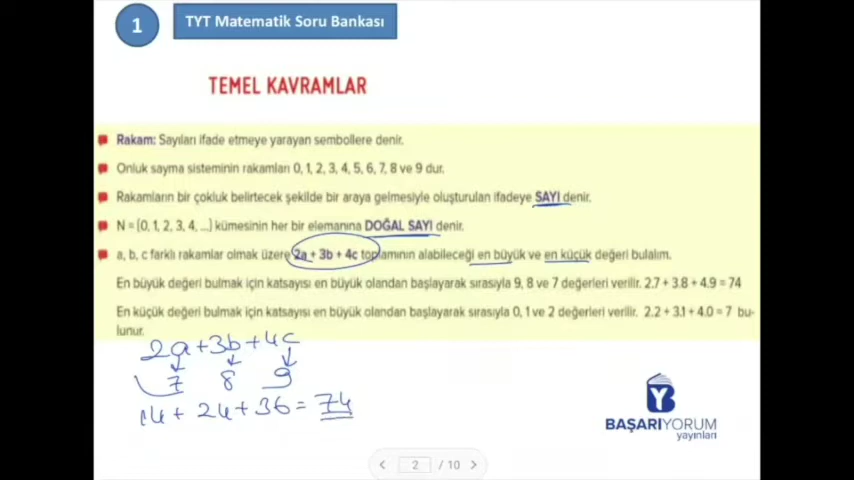 1
TYT Matematik Soru Bankası
TEMEL KAVRAMLAR
Rakam: Sayıları ifade etmeye yarayan sembollere denir.
Onluk sayma sisteminin rakamları 0, 1, 2, 3, 4, 5, 6, 7, 8 ve 9 dur.
Rakamların bir çokluk belirtecek şekilde bir araya gelmesiyle oluşturulan ifadeye SAYI denir.
N = {0, 1, 2, 3, 4, ...} kümesinin her bir elemanına DOĞAL SAYI denir.
a, b, c farklı rakamlar olmak üzere 2a + 3b + 4c toplamının alabileceği en büyük ve en küçük değeri bulalım.
En büyük değeri bulmak için katsayısı en büyük olandan başlayarak sırasıyla 9, 8 ve 7 değerleri verilir. 2.7 + 3.8 + 4.9 = 74
En küçük değeri bulmak için katsayısı en büyük olandan başlayarak sırasıyla 0, 1 ve 2 değerleri verilir. 2.2 + 3.1 + 4.0 = 7 bu-
lunur.
2a+3b+4c
7 8 9
14+24+36=74
BAŞARIYORUM
yayınları
2 / 10